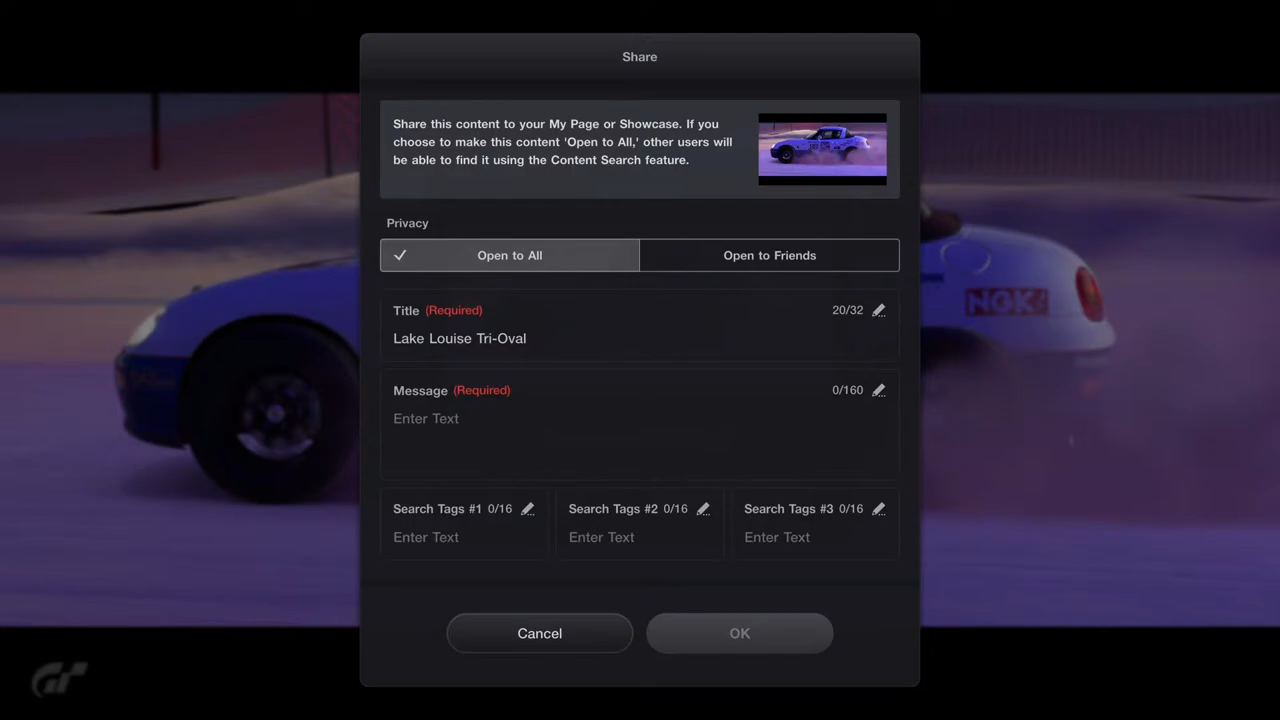 Share
Share this content to your My Page or Showcase. If you
choose to make this content 'Open to All,' other users will
be able to find it using the Content Search feature.
Privacy
Open to All
Open to Friends
Title (Required) 20/32
Lake Louise Tri-Oval
Message (Required) 0/160
Enter Text
Search Tags #1 0/16
Search Tags #2 0/16
Search Tags #3 0/16
Enter Text
Enter Text
Enter Text
Cancel
OK
NGK
GT